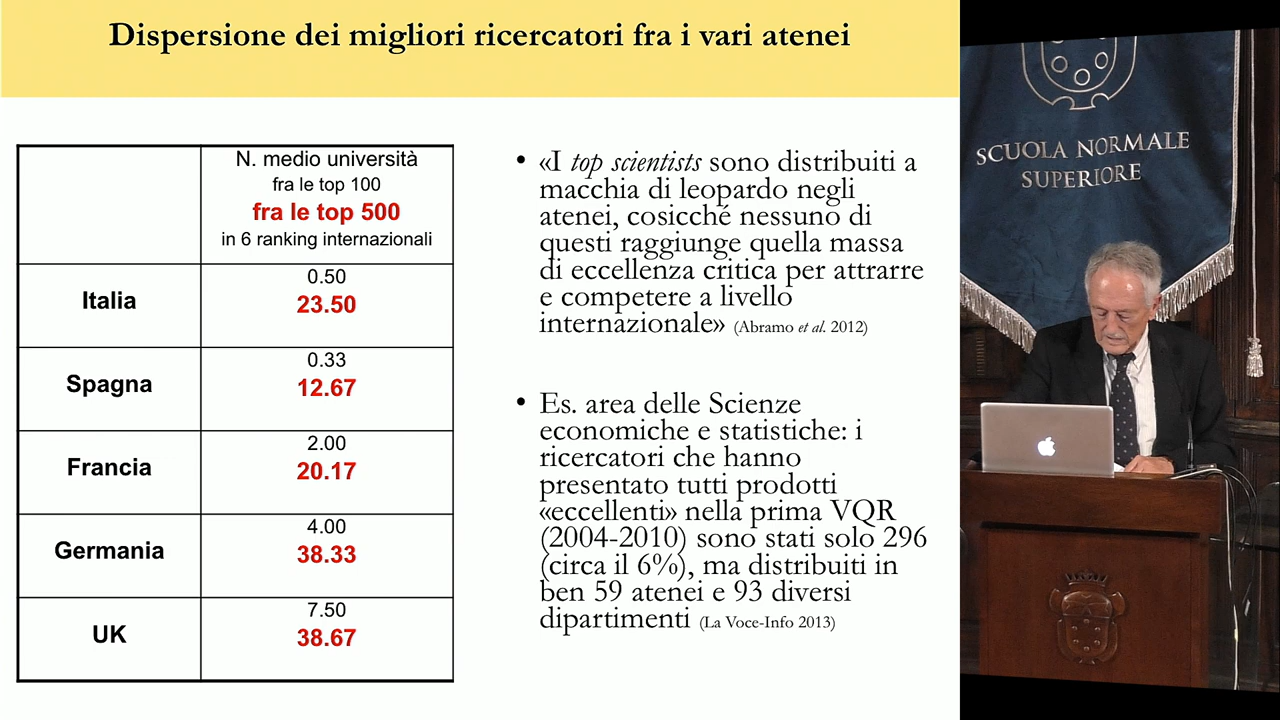 Dispersione dei migliori ricercatori fra i vari atenei
N. medio università
fra le top 100
fra le top 500
in 6 ranking internazionali
Italia
0.50
23.50
Spagna
0.33
12.67
Francia
2.00
20.17
Germania
4.00
38.33
UK
7.50
38.67
• «I top scientists sono distribuiti a
macchia di leopardo negli
atenei, cosicché nessuno di
questi raggiunge quella massa
di eccellenza critica per attrarre
e competere a livello
internazionale» (Abramo et al. 2012)
• Es. area delle Scienze
economiche e statistiche: i
ricercatori che hanno
presentato tutti prodotti
«eccellenti» nella prima VQR
(2004-2010) sono stati solo 296
(circa il 6%), ma distribuiti in
ben 59 atenei e 93 diversi
dipartimenti (La Voce-Info 2013)
SCUOLA NORMALE
SUPERIORE